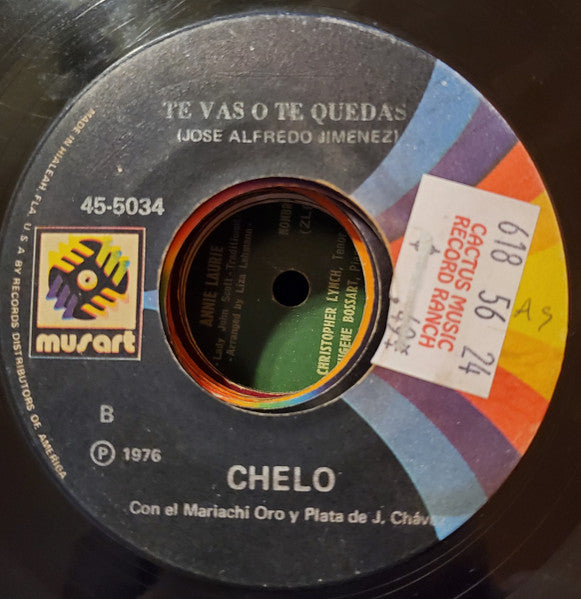 TE VAS O TE QUEDAS
(JOSE ALFREDO JIMENEZ)
45-5034
musart
B
Ⓟ 1976
CHELO
Con el Mariachi Oro y Plata de J. Cháv
MADE IN HIALEAH, FLA. U S A BY RECORDS DISTRIBUTORS OF AMERICA
618 56 24
CACTUS MUSIC
RECORD RANCH
A9
ANNIE LAURIE
Lady John Scott-Traditional
Arranged by Liza Lehmann
CHRISTOPHER LYNCH, Tenor
EUGENE BOSSART,